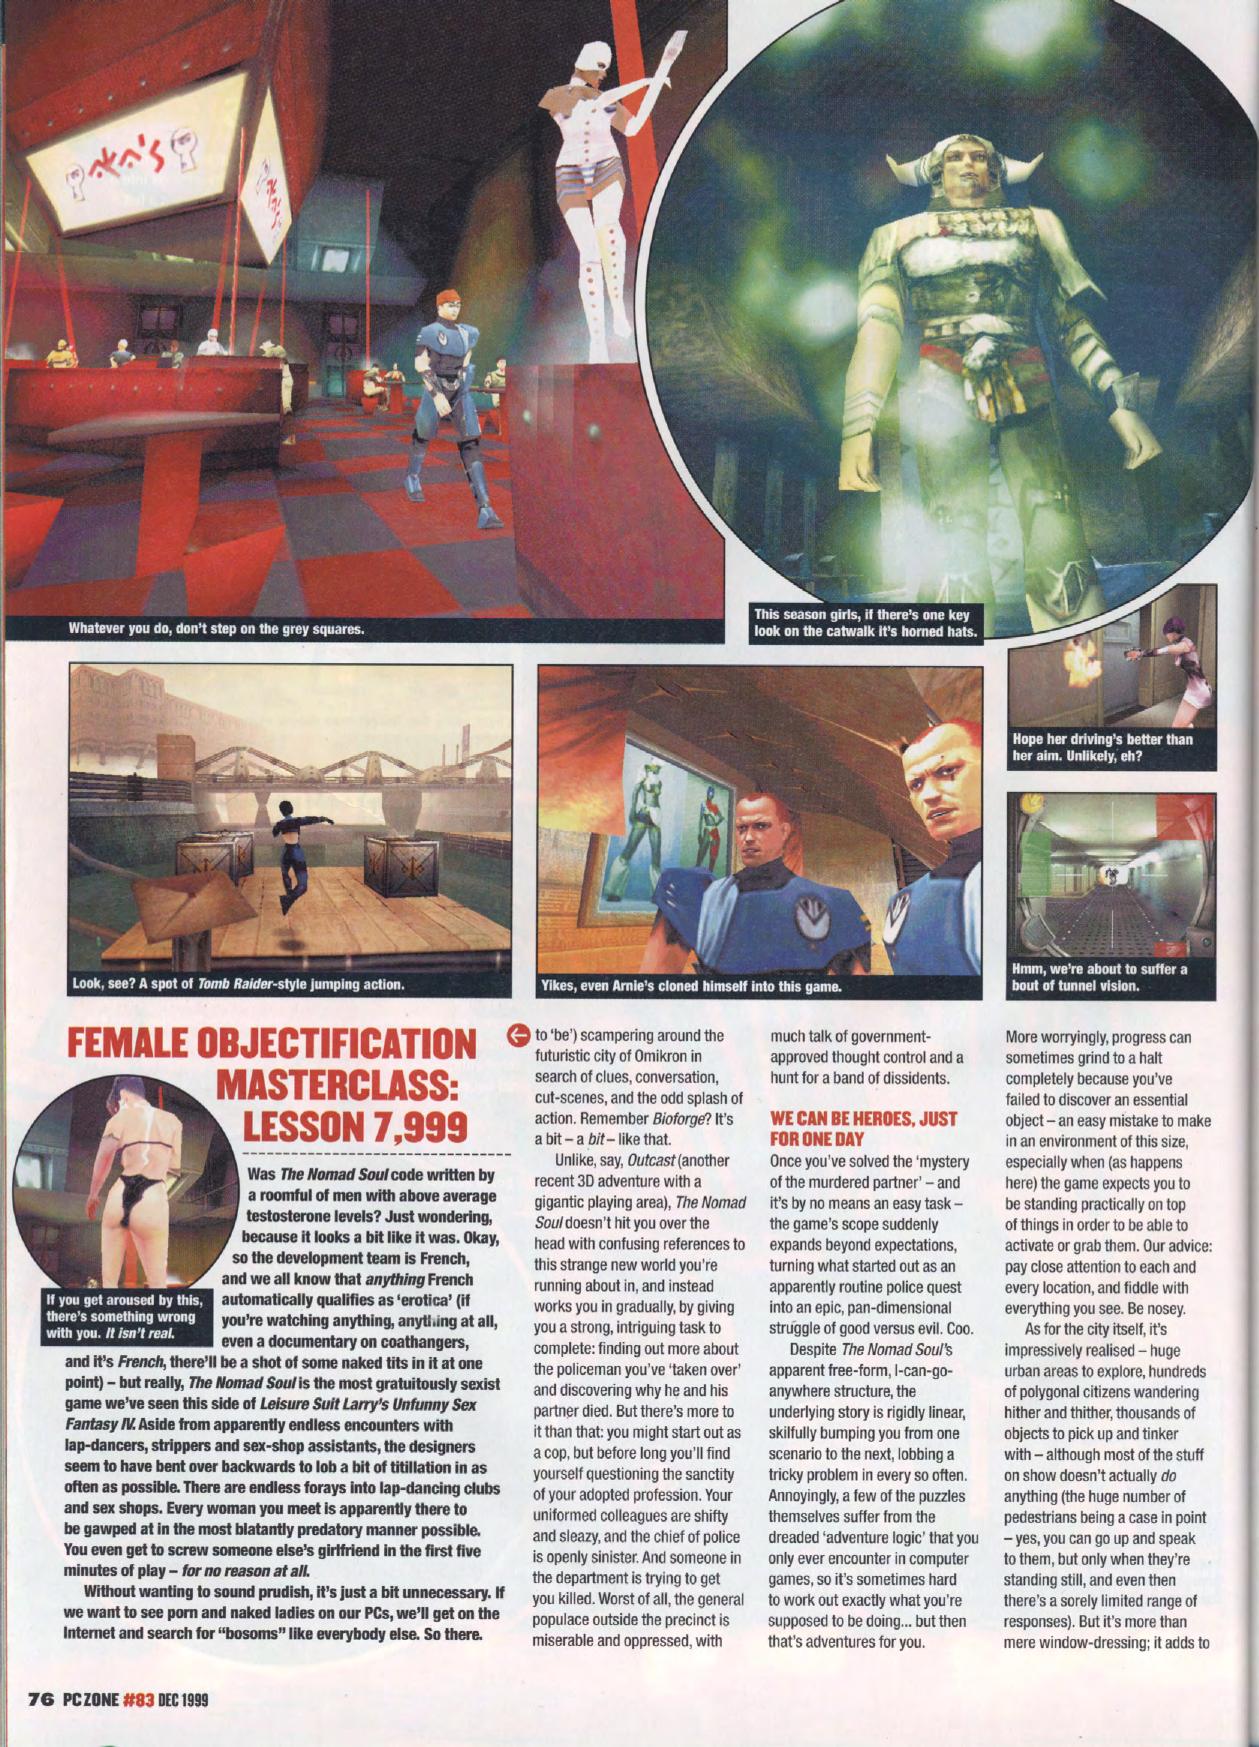 Whatever you do, don't step on the grey squares.
This season girls, if there's one key
look on the catwalk it's horned hats.
Hope her driving's better than
her aim. Unlikely, eh?
Look, see? A spot of Tomb Raider-style jumping action.
Yikes, even Arnie's cloned himself into this game.
Hmm, we're about to suffer a
bout of tunnel vision.
FEMALE OBJECTIFICATION
MASTERCLASS:
LESSON 7,999
If you get aroused by this,
there's something wrong
with you. It isn't real.
Was The Nomad Soul code written by
a roomful of men with above average
testosterone levels? Just wondering,
because it looks a bit like it was. Okay,
so the development team is French,
and we all know that anything French
automatically qualifies as 'erotica' (if
you're watching anything, anything at all,
even a documentary on coathangers,
and it's French, there'll be a shot of some naked tits in it at one
point) – but really, The Nomad Soul is the most gratuitously sexist
game we've seen this side of Leisure Suit Larry's Unfunny Sex
Fantasy IV. Aside from apparently endless encounters with
lap-dancers, strippers and sex-shop assistants, the designers
seem to have bent over backwards to lob a bit of titillation in as
often as possible. There are endless forays into lap-dancing clubs
and sex shops. Every woman you meet is apparently there to
be gawped at in the most blatantly predatory manner possible.
You even get to screw someone else's girlfriend in the first five
minutes of play – for no reason at all.
Without wanting to sound prudish, it's just a bit unnecessary. If
we want to see porn and naked ladies on our PCs, we'll get on the
Internet and search for "bosoms" like everybody else. So there.
to 'be') scampering around the
futuristic city of Omikron in
search of clues, conversation,
cut-scenes, and the odd splash of
action. Remember Bioforge? It's
a bit – a bit – like that.
Unlike, say, Outcast (another
recent 3D adventure with a
gigantic playing area), The Nomad
Soul doesn't hit you over the
head with confusing references to
this strange new world you're
running about in, and instead
works you in gradually, by giving
you a strong, intriguing task to
complete: finding out more about
the policeman you've 'taken over'
and discovering why he and his
partner died. But there's more to
it than that: you might start out as
a cop, but before long you'll find
yourself questioning the sanctity
of your adopted profession. Your
uniformed colleagues are shifty
and sleazy, and the chief of police
is openly sinister. And someone in
the department is trying to get
you killed. Worst of all, the general
populace outside the precinct is
miserable and oppressed, with
much talk of government-
approved thought control and a
hunt for a band of dissidents.
WE CAN BE HEROES, JUST
FOR ONE DAY
Once you've solved the 'mystery
of the murdered partner' – and
it's by no means an easy task –
the game's scope suddenly
expands beyond expectations,
turning what started out as an
apparently routine police quest
into an epic, pan-dimensional
struggle of good versus evil. Coo.
Despite The Nomad Soul's
apparent free-form, I-can-go-
anywhere structure, the
underlying story is rigidly linear,
skilfully bumping you from one
scenario to the next, lobbing a
tricky problem in every so often.
Annoyingly, a few of the puzzles
themselves suffer from the
dreaded 'adventure logic' that you
only ever encounter in computer
games, so it's sometimes hard
to work out exactly what you're
supposed to be doing... but then
that's adventures for you.
More worryingly, progress can
sometimes grind to a halt
completely because you've
failed to discover an essential
object – an easy mistake to make
in an environment of this size,
especially when (as happens
here) the game expects you to
be standing practically on top
of things in order to be able to
activate or grab them. Our advice:
pay close attention to each and
every location, and fiddle with
everything you see. Be nosey.
As for the city itself, it's
impressively realised – huge
urban areas to explore, hundreds
of polygonal citizens wandering
hither and thither, thousands of
objects to pick up and tinker
with – although most of the stuff
on show doesn't actually do
anything (the huge number of
pedestrians being a case in point
– yes, you can go up and speak
to them, but only when they're
standing still, and even then
there's a sorely limited range of
responses). But it's more than
mere window-dressing; it adds to
76 PC ZONE #83 DEC 1999